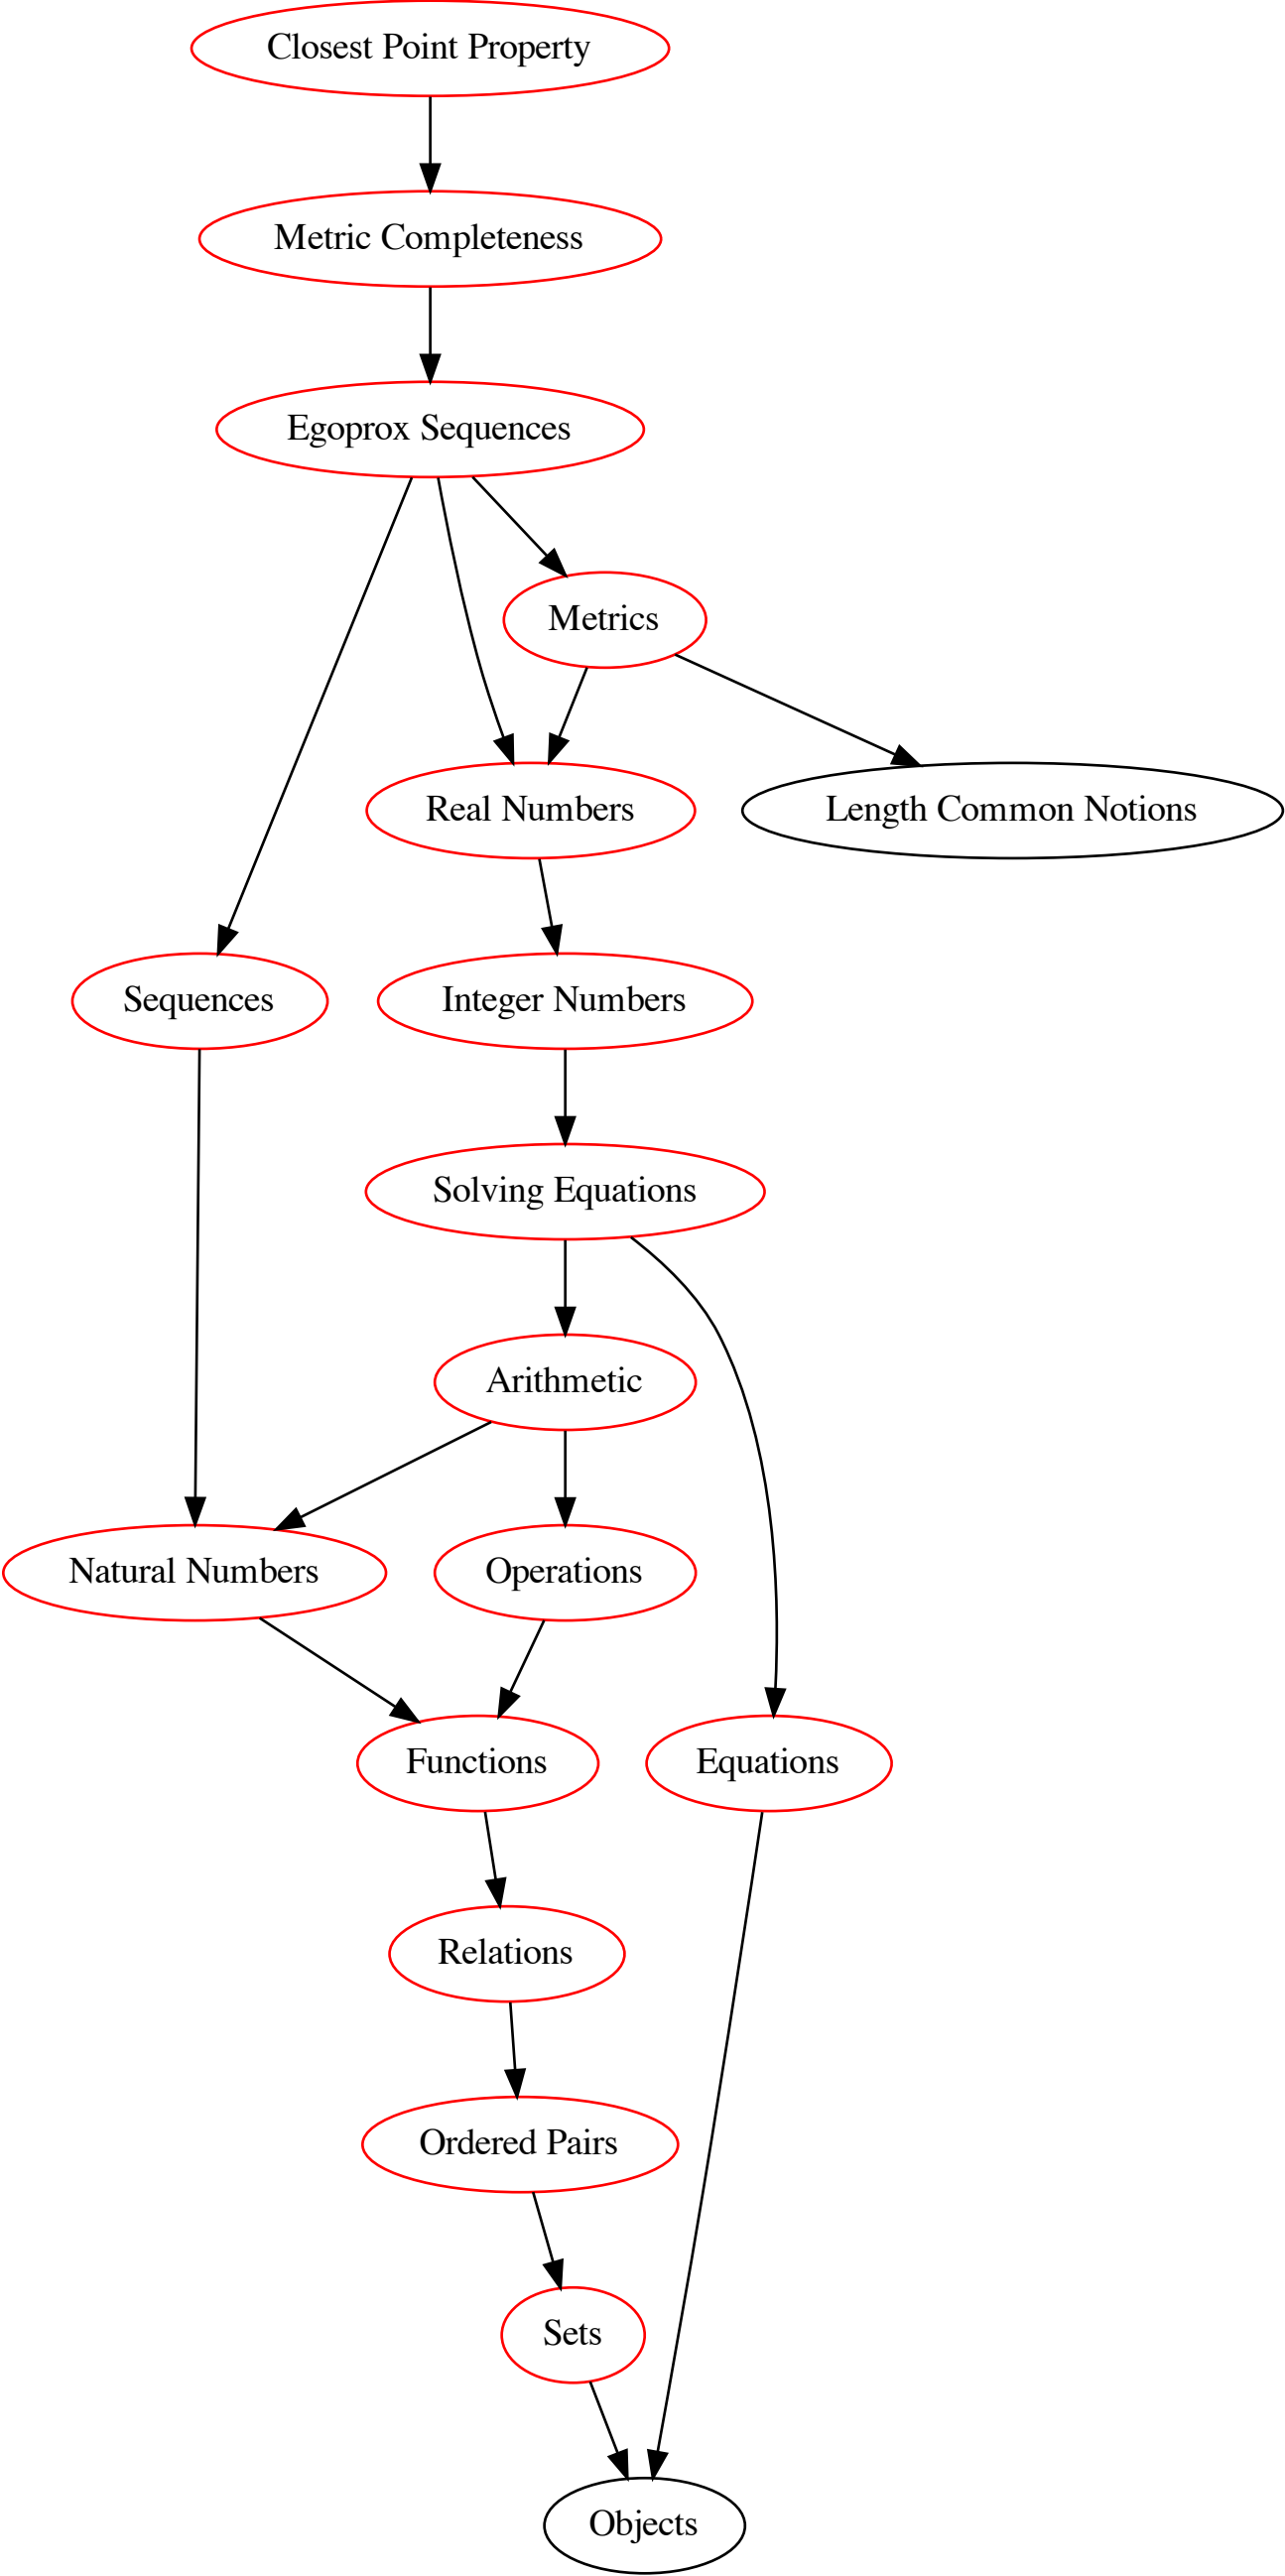 Closest Point Property
Metric Completeness
Egoprox Sequences
Metrics
Real Numbers
Length Common Notions
Sequences
Integer Numbers
Solving Equations
Arithmetic
Natural Numbers
Operations
Functions
Equations
Relations
Ordered Pairs
Sets
Objects